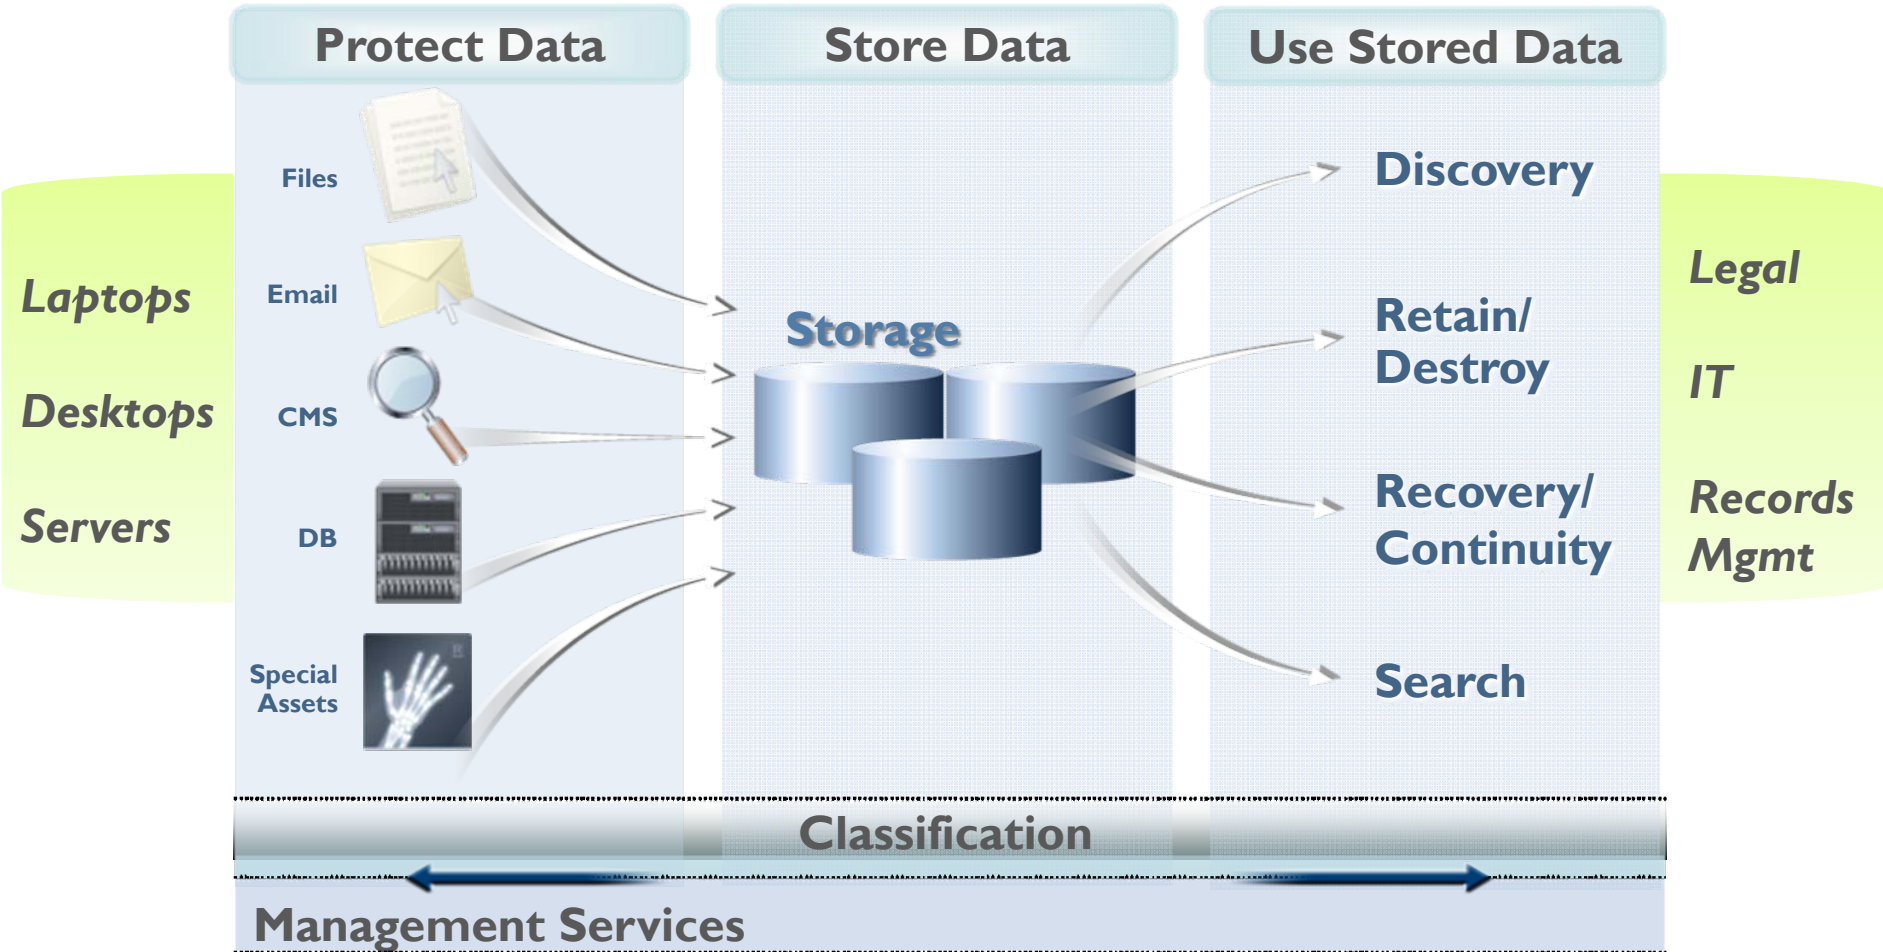 Protect Data
Store Data
Use Stored Data
Laptops
Desktops
Servers
Files
Email
CMS
DB
Special
Assets
Storage
Discovery
Retain/
Destroy
Recovery/
Continuity
Search
Legal
IT
Records
Mgmt
Classification
Management Services